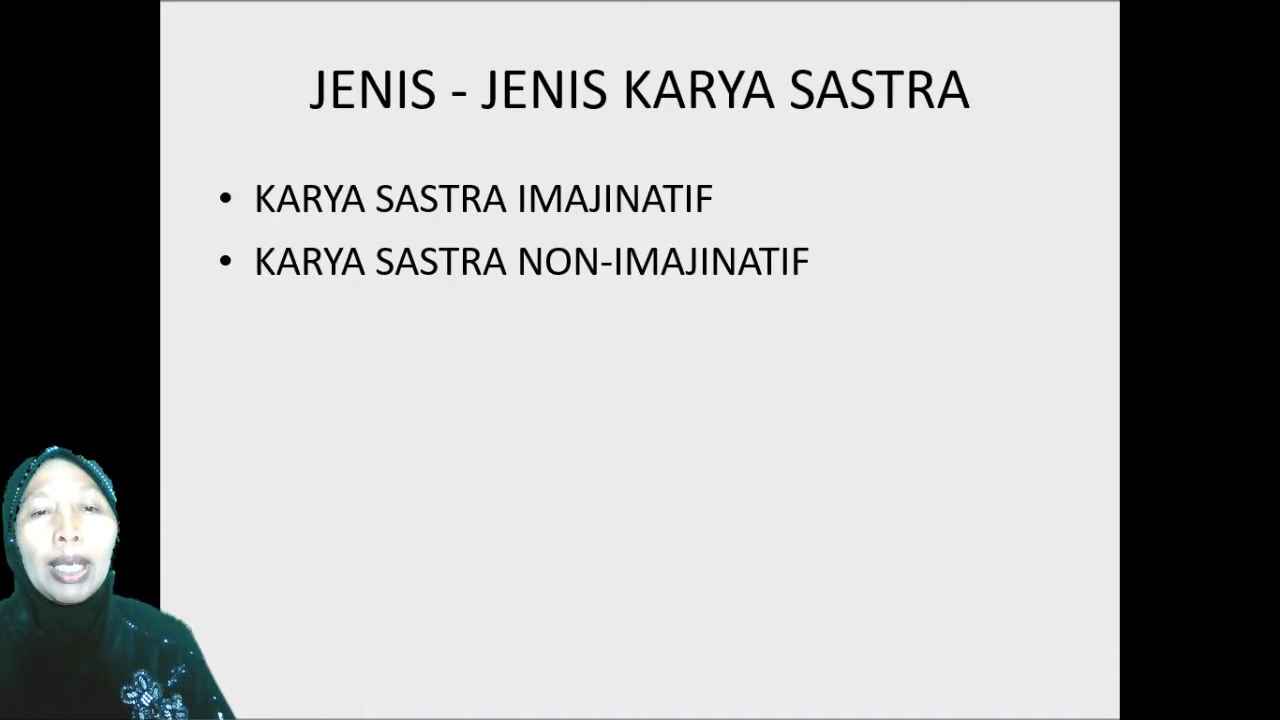 JENIS - JENIS KARYA SASTRA
• KARYA SASTRA IMAJINATIF
• KARYA SASTRA NON-IMAJINATIF